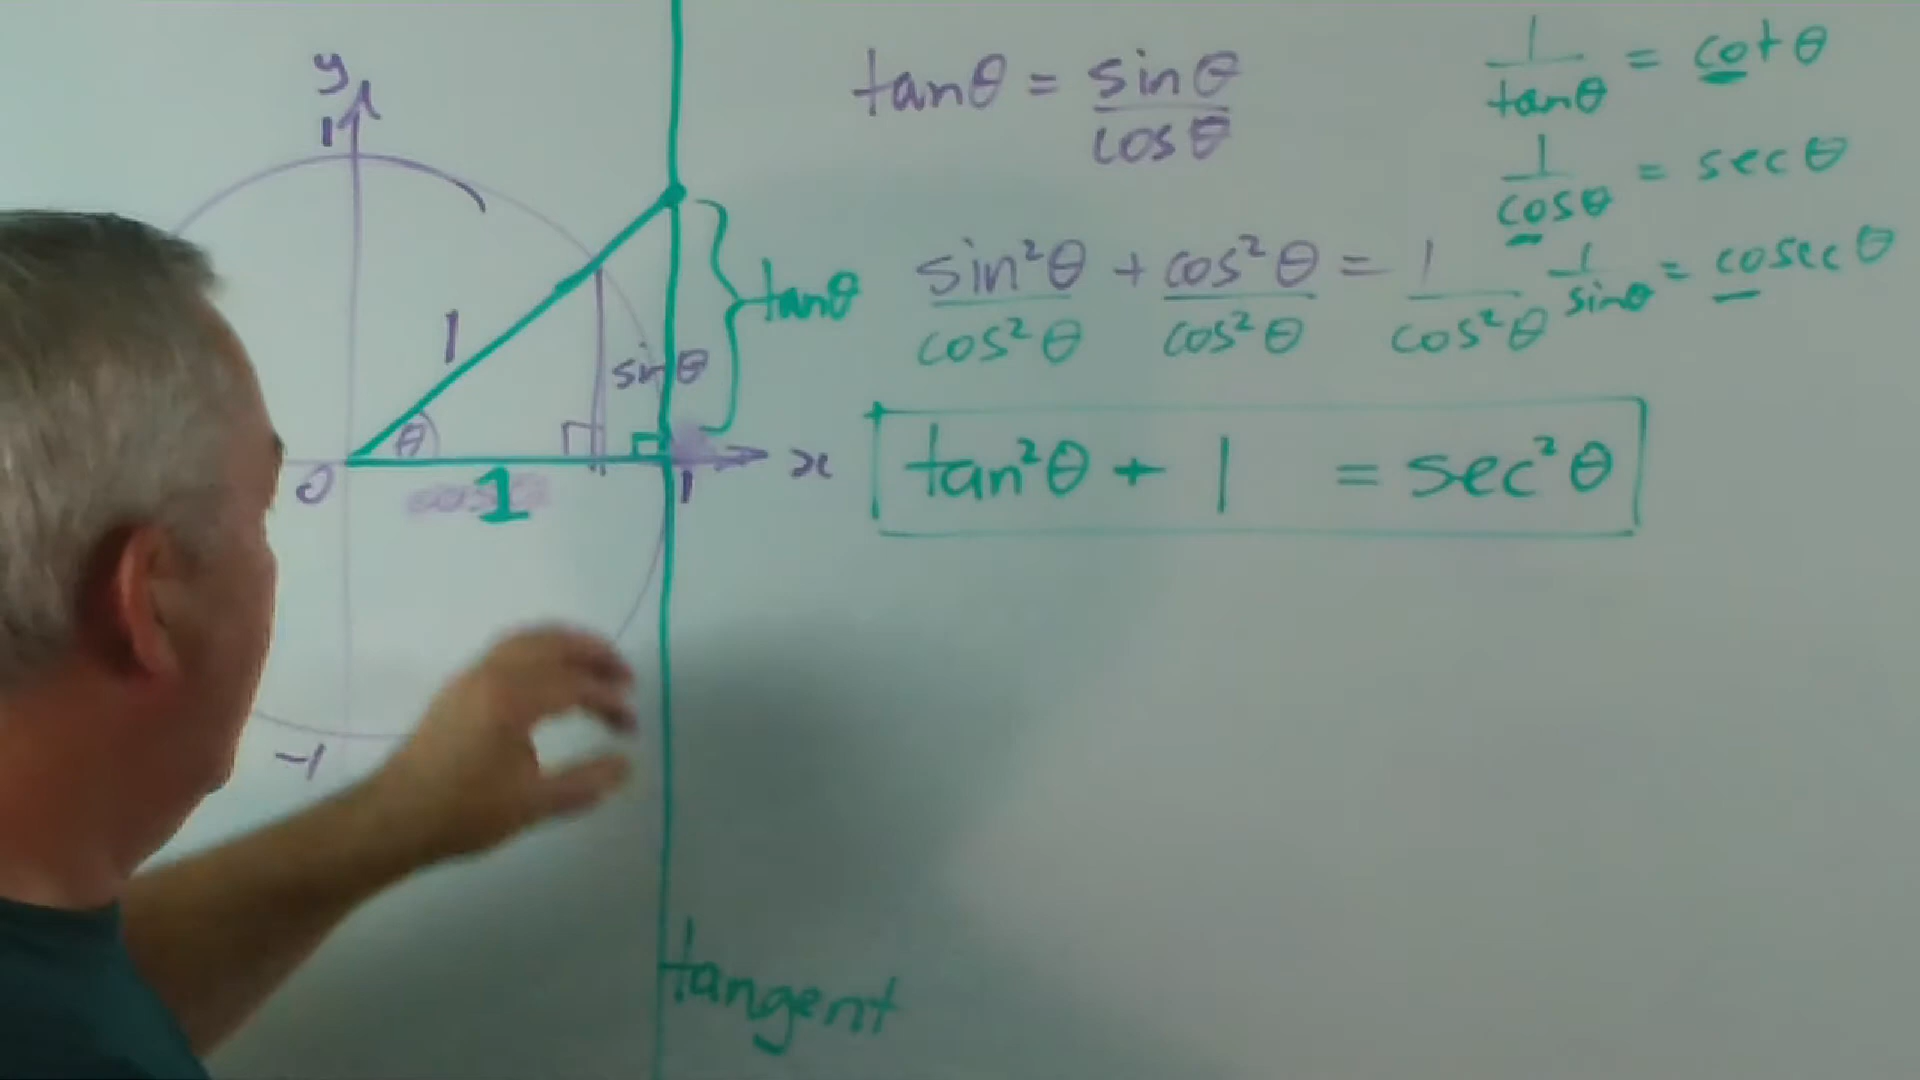 y
1
1
θ
0
1
1
x
-1
sinθ
tanθ
tangent
tanθ = sinθ/cosθ
sin²θ/cos²θ + cos²θ/cos²θ = 1/cos²θ
tan²θ + 1 = sec²θ
1/tanθ = cotθ
1/cosθ = secθ
1/sinθ = cosecθ